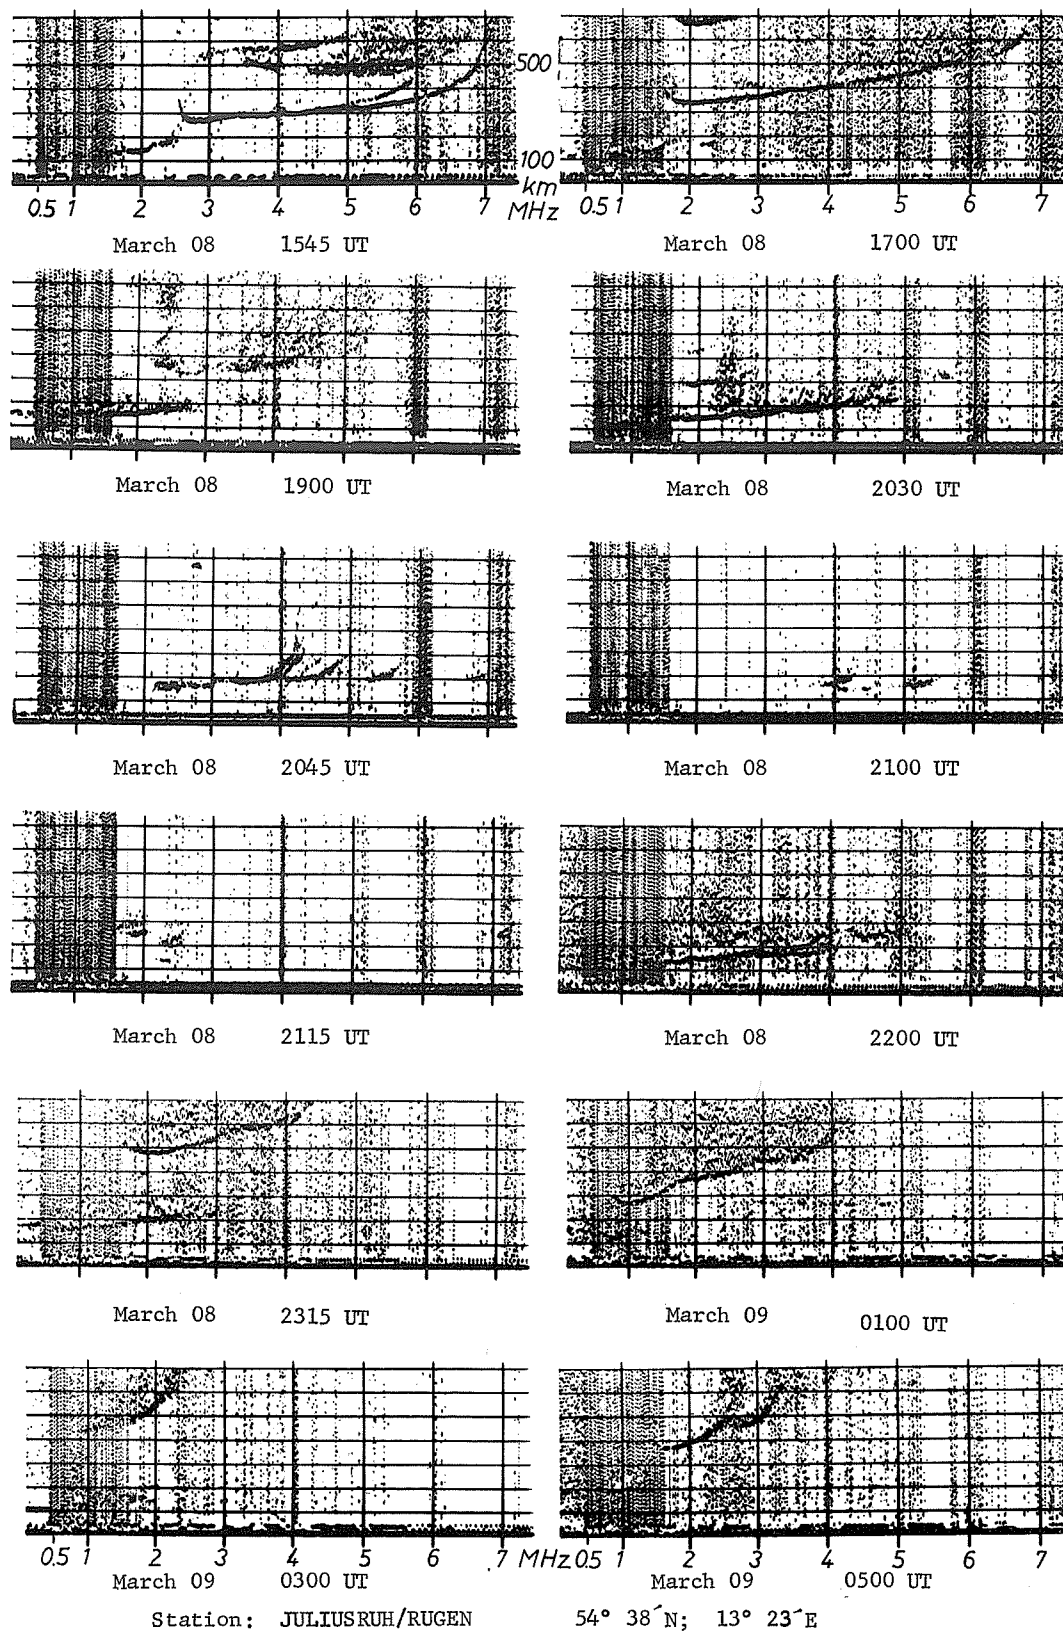 500
100
km
0.5 1 2 3 4 5 6 7 MHz 0.5 1 2 3 4 5 6 7
March 08 1545 UT March 08 1700 UT
March 08 1900 UT March 08 2030 UT
March 08 2045 UT March 08 2100 UT
March 08 2115 UT March 08 2200 UT
March 08 2315 UT March 09 0100 UT
0.5 1 2 3 4 5 6 7 MHz 0.5 1 2 3 4 5 6 7
March 09 0300 UT March 09 0500 UT
Station: JULIUSRUH/RUGEN 54° 38´N; 13° 23´E